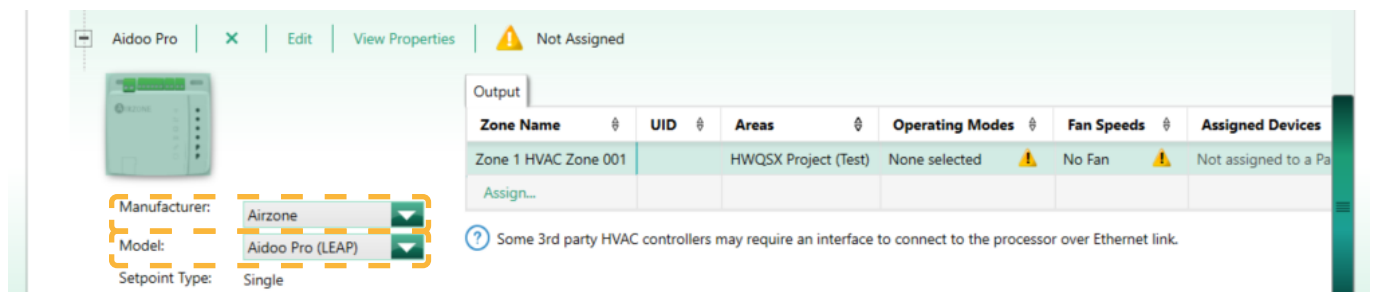 Aidoo Pro × Edit View Properties Not Assigned
AIRZONE
Output
Zone Name UID Areas Operating Modes Fan Speeds Assigned Devices
Zone 1 HVAC Zone 001 HWQSX Project (Test) None selected No Fan Not assigned to a Pa
Assign...
Manufacturer: Airzone
Model: Aidoo Pro (LEAP)
Setpoint Type: Single
? Some 3rd party HVAC controllers may require an interface to connect to the processor over Ethernet link.